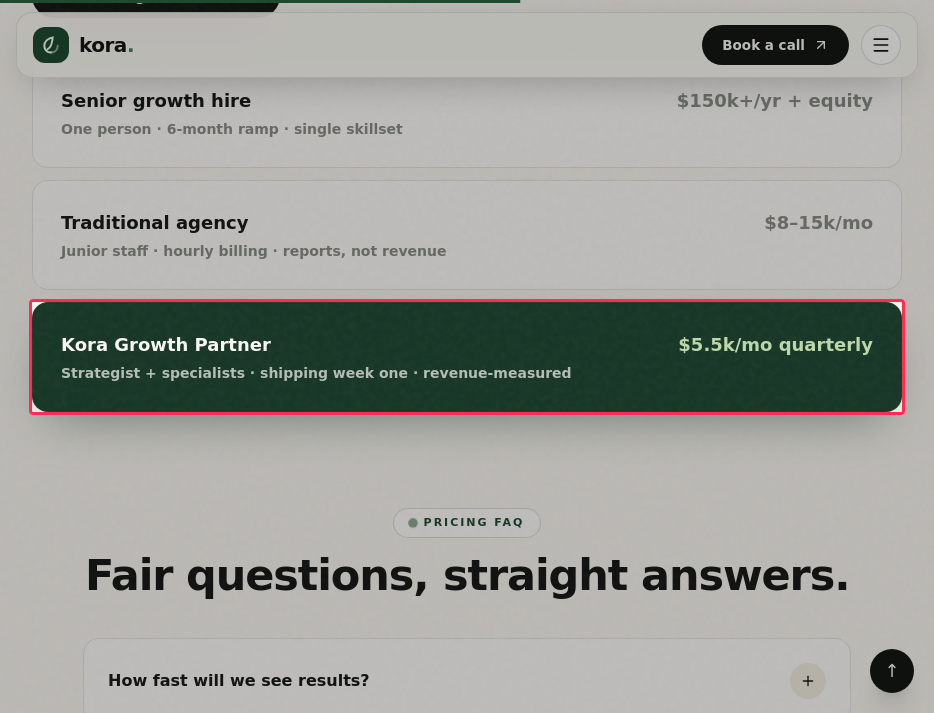 kora.
Book a call
Senior growth hire
$150k+/yr + equity
One person · 6-month ramp · single skillset
Traditional agency
$8–15k/mo
Junior staff · hourly billing · reports, not revenue
Kora Growth Partner
$5.5k/mo quarterly
Strategist + specialists · shipping week one · revenue-measured
PRICING FAQ
Fair questions, straight answers.
How fast will we see results?